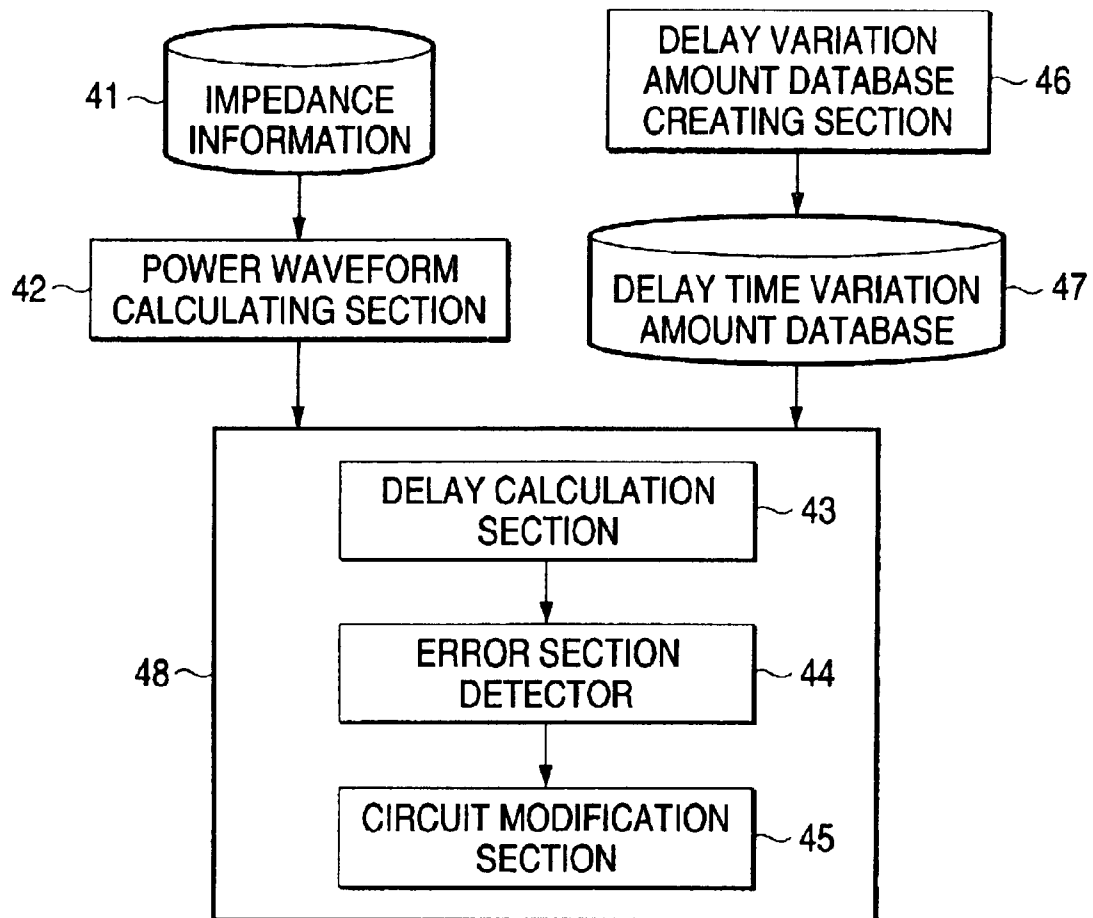 41
IMPEDANCE
INFORMATION
DELAY VARIATION
AMOUNT DATABASE
CREATING SECTION
46
42
POWER WAVEFORM
CALCULATING SECTION
DELAY TIME VARIATION
AMOUNT DATABASE
47
48
DELAY CALCULATION
SECTION
43
ERROR SECTION
DETECTOR
44
CIRCUIT MODIFICATION
SECTION
45